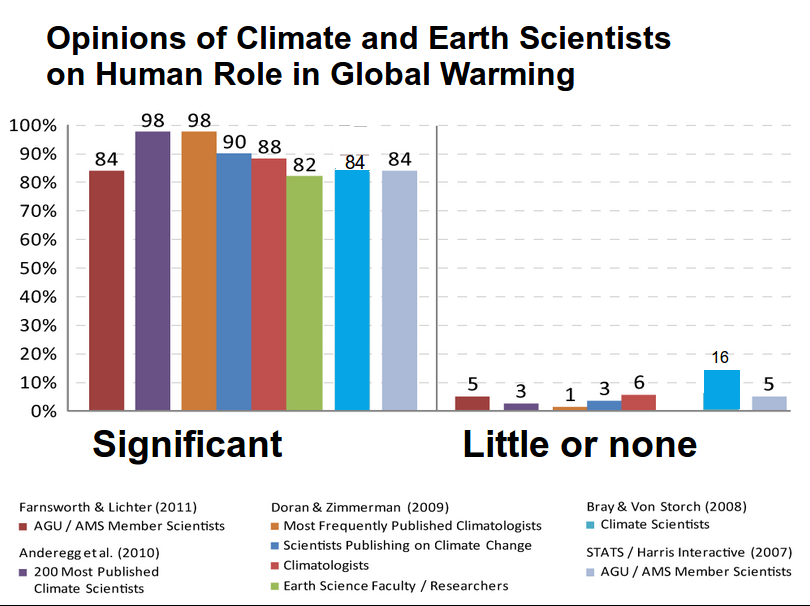 Opinions of Climate and Earth Scientists
on Human Role in Global Warming
100%
90%
80%
70%
60%
50%
40%
30%
20%
10%
0%
84
98
98
90
88
82
84
84
5
3
1
3
6
16
5
Significant
Little or none
Farnsworth & Lichter (2011)
AGU / AMS Member Scientists
Anderegg et al. (2010)
200 Most Published
Climate Scientists
Doran & Zimmerman (2009)
Most Frequently Published Climatologists
Scientists Publishing on Climate Change
Climatologists
Earth Science Faculty / Researchers
Bray & Von Storch (2008)
Climate Scientists
STATS / Harris Interactive (2007)
AGU / AMS Member Scientists